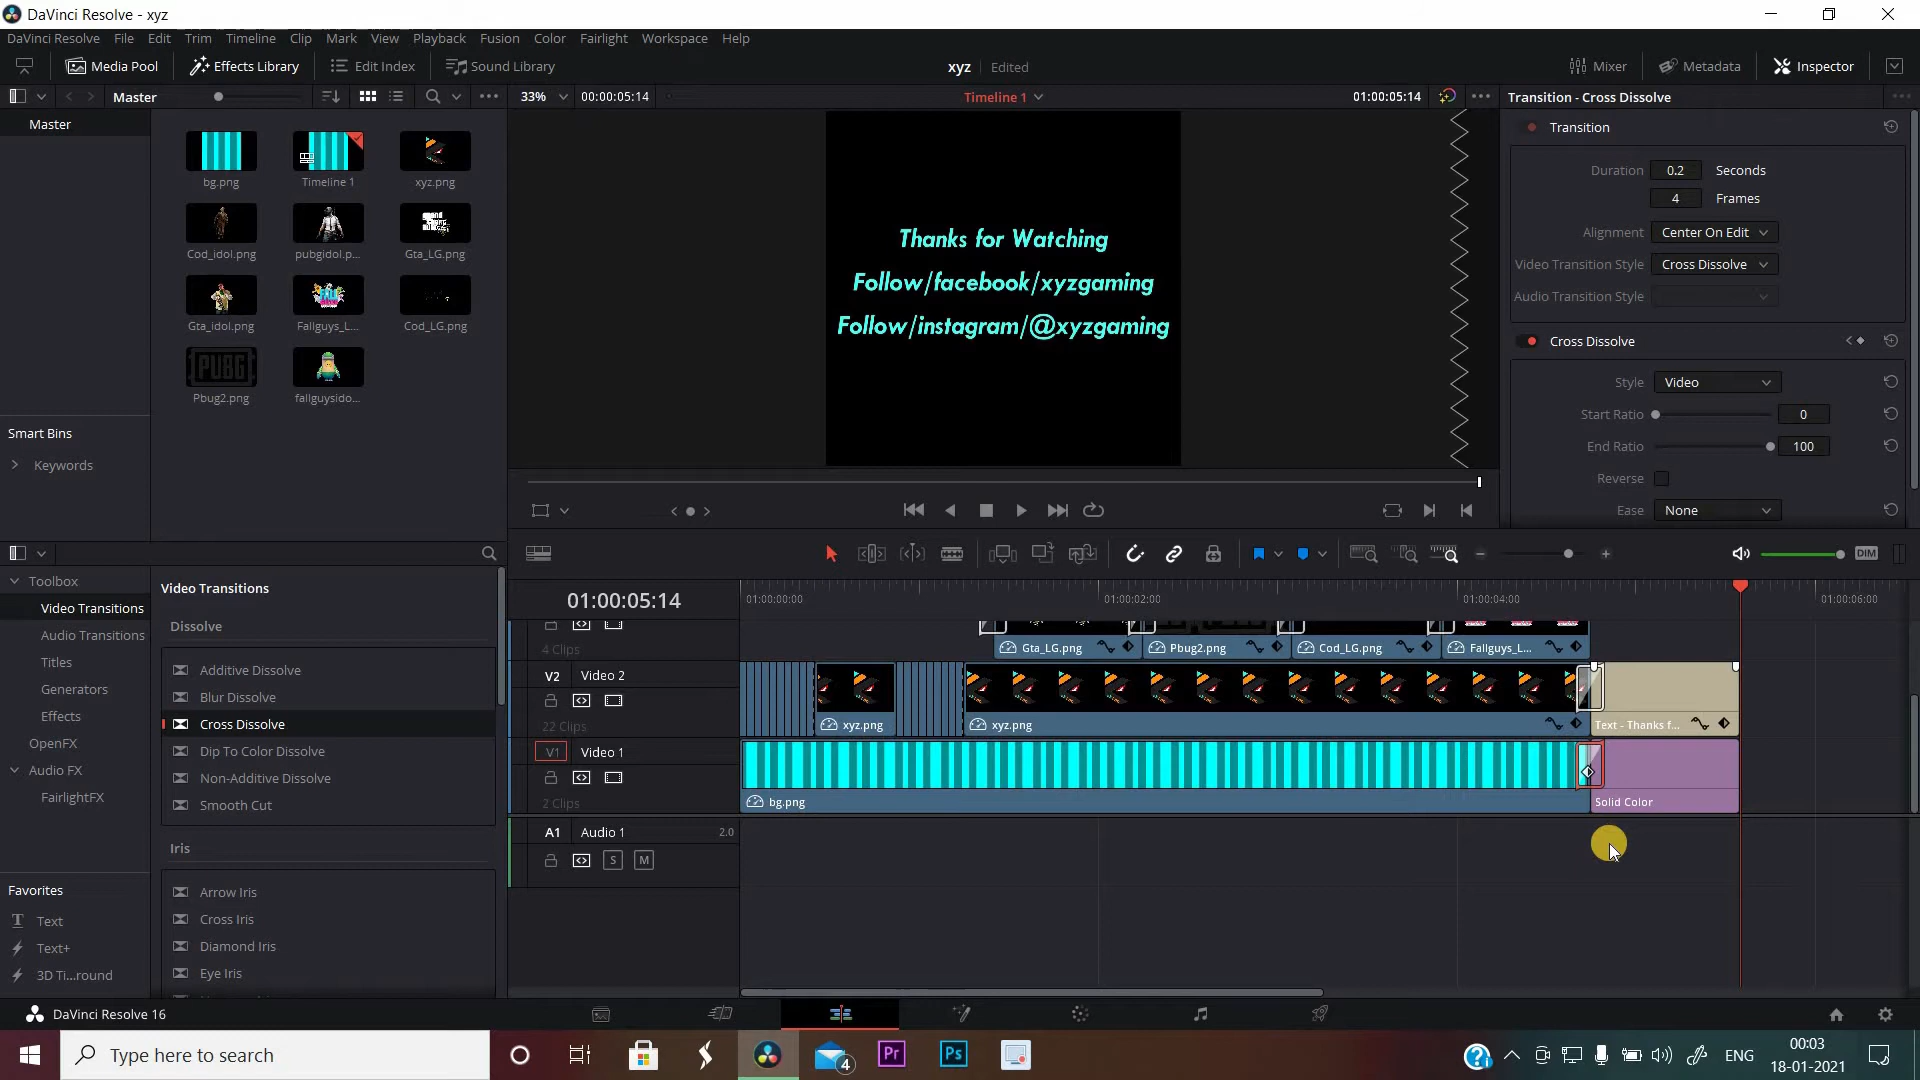 DaVinci Resolve - xyz
DaVinci Resolve File Edit Trim Timeline Clip Mark View Playback Fusion Color Fairlight Workspace Help
Media Pool Effects Library Edit Index Sound Library xyz Edited Mixer Metadata Inspector
Master 33% 00:00:05:14 Timeline 1 01:00:05:14 Transition - Cross Dissolve
Master
bg.png Timeline 1 xyz.png
Cod_idol.png pubgidol.p... Gta_LG.png
Gta_idol.png Fallguys_L... Cod_LG.png
PUBG
Pbug2.png fallguysido...
Smart Bins
Keywords
Thanks for Watching
Follow/facebook/xyzgaming
Follow/instagram/@xyzgaming
Transition
Duration 0.2 Seconds
4 Frames
Alignment Center On Edit
Video Transition Style Cross Dissolve
Audio Transition Style
Cross Dissolve
Style Video
Start Ratio 0
End Ratio 100
Reverse
Ease None
DIM
Toolbox
Video Transitions
Audio Transitions
Titles
Generators
Effects
OpenFX
Audio FX
FairlightFX
Favorites
Text
Text+
3D Ti...round
Video Transitions
Dissolve
Additive Dissolve
Blur Dissolve
Cross Dissolve
Dip To Color Dissolve
Non-Additive Dissolve
Smooth Cut
Iris
Arrow Iris
Cross Iris
Diamond Iris
Eye Iris
01:00:05:14 01:00:00:00 01:00:02:00 01:00:04:00 01:00:06:00
4 Clips Gta_LG.png Pbug2.png Cod_LG.png Fallguys_L...
V2 Video 2
22 Clips xyz.png xyz.png Text - Thanks f...
V1 Video 1
2 Clips bg.png Solid Color
A1 Audio 1 2.0
S M
DaVinci Resolve 16
Type here to search 4 Pr Ps ENG 00:03
18-01-2021